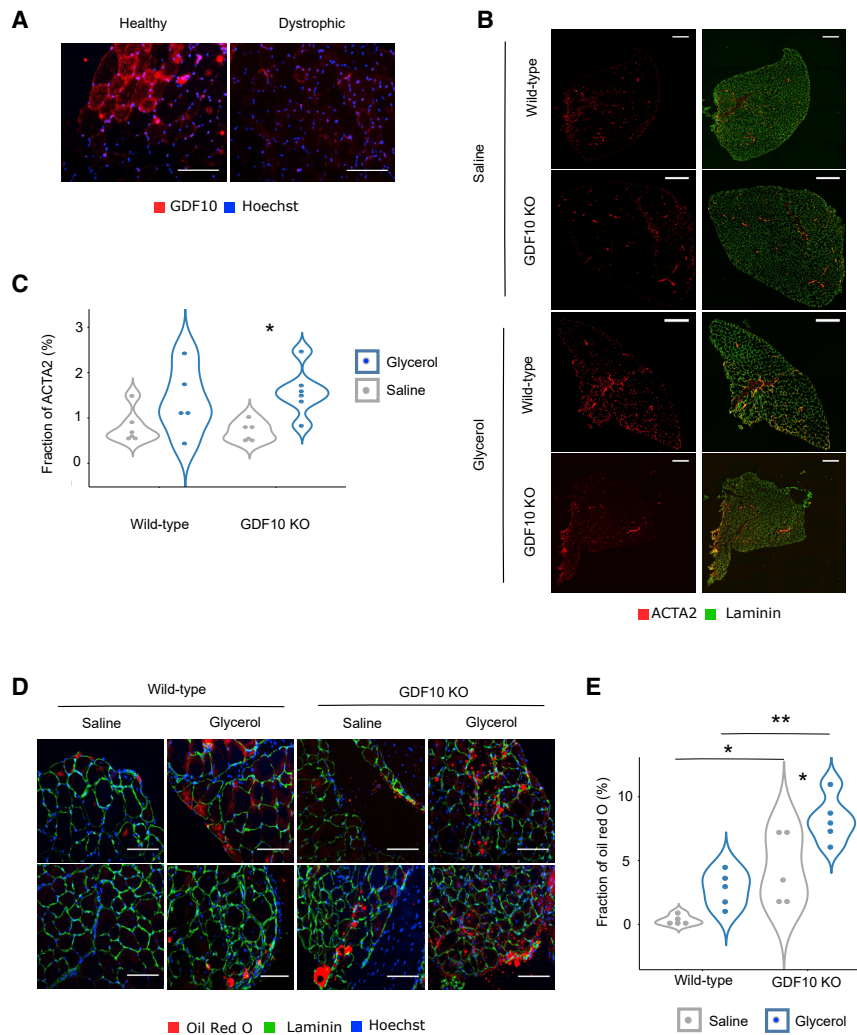 A
Healthy
Dystrophic
GDF10 Hoechst
B
Saline
Wild-type
GDF10 KO
Glycerol
Wild-type
GDF10 KO
ACTA2 Laminin
C
Fraction of ACTA2 (%)
3
2
1
0
*
Glycerol
Saline
Wild-type
GDF10 KO
D
Wild-type
GDF10 KO
Saline
Glycerol
Saline
Glycerol
Oil Red O Laminin Hoechst
E
Fraction of oil red O (%)
10
5
0
**
*
*
Wild-type
GDF10 KO
Saline
Glycerol